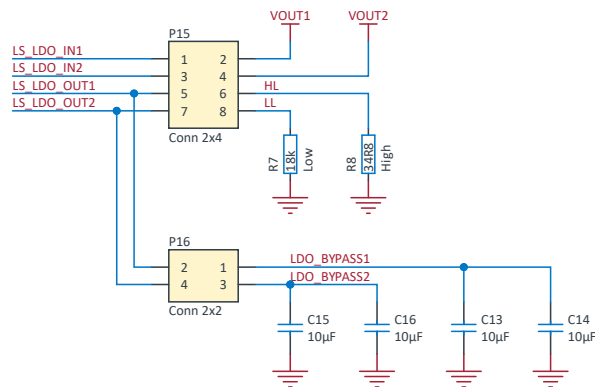 VOUT1 VOUT2
P15
LS_LDO_IN1 1 2
LS_LDO_IN2 3 4
LS_LDO_OUT1 5 6 HL
LS_LDO_OUT2 7 8 LL
Conn 2x4
R7 18k Low
R8 34R8 High
P16
2 1 LDO_BYPASS1
4 3 LDO_BYPASS2
Conn 2x2
C15 C16 C13 C14
10µF 10µF 10µF 10µF